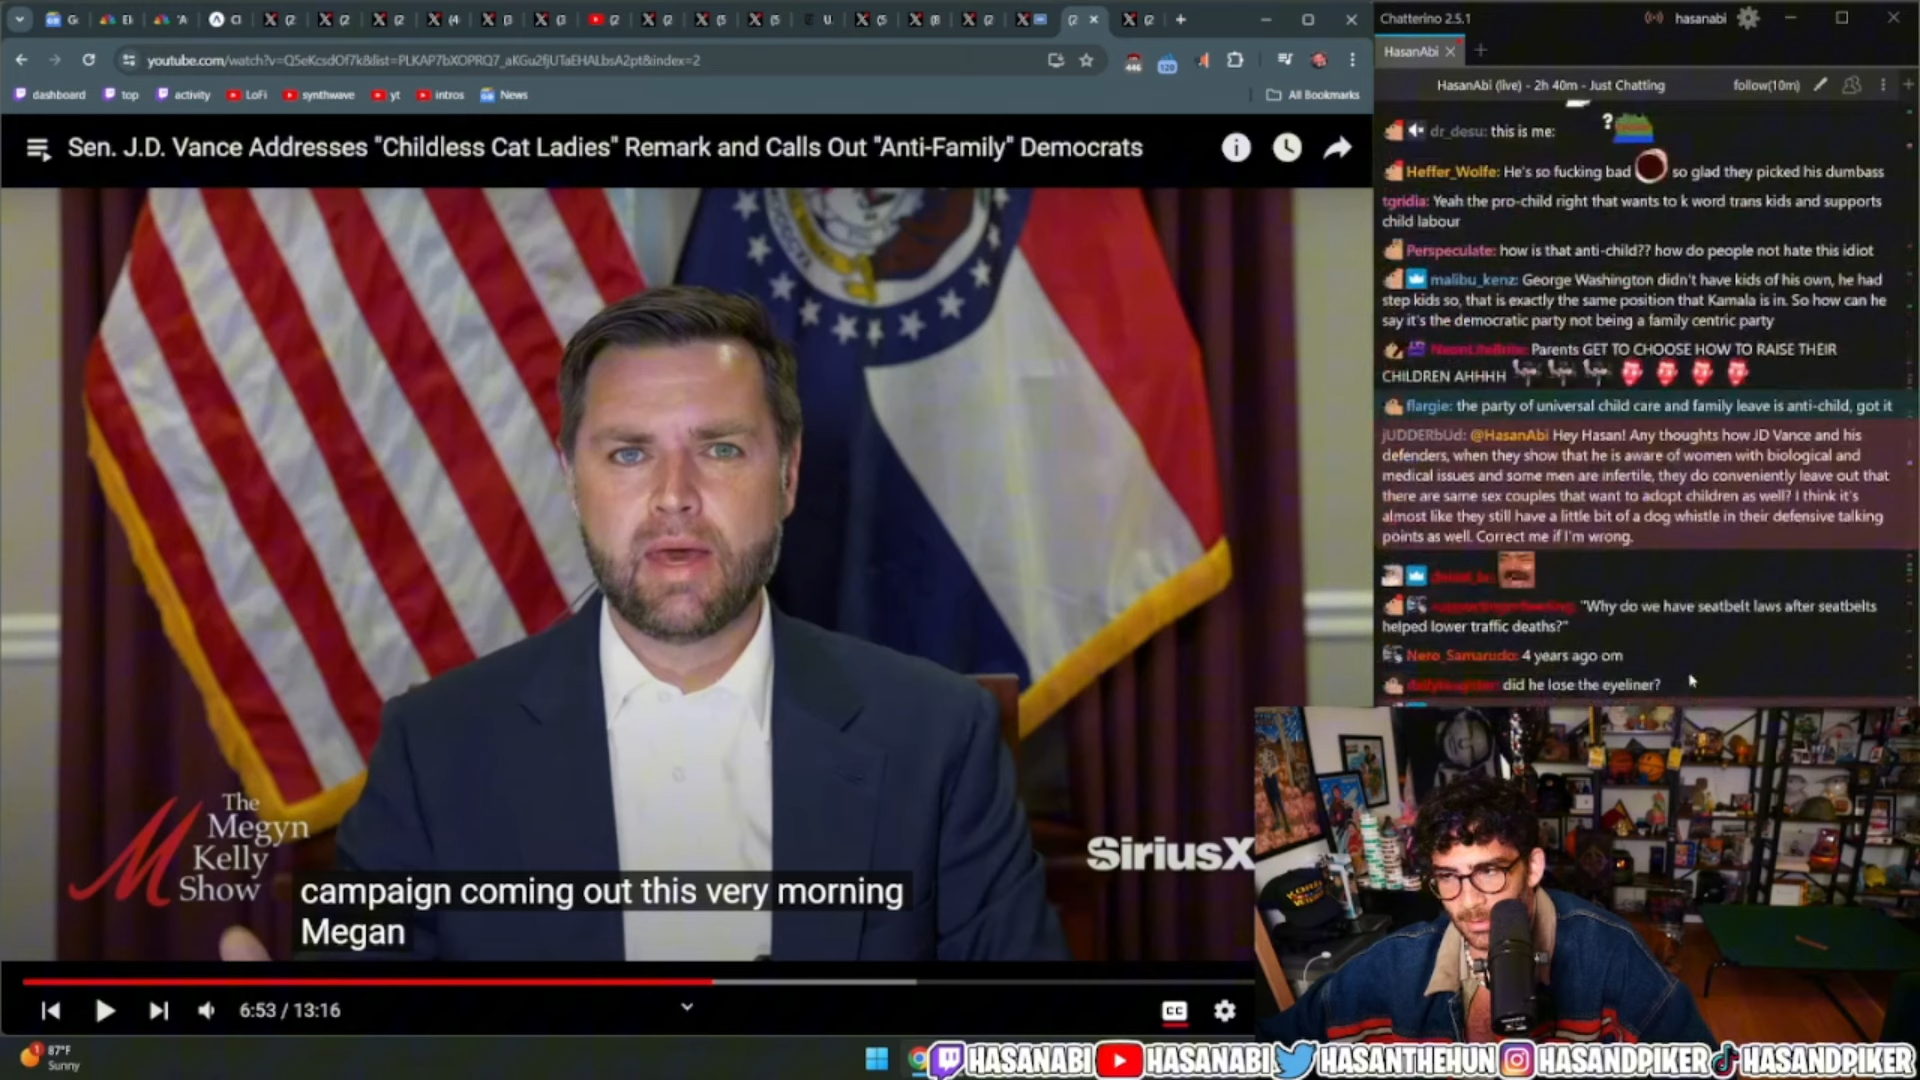 youtube.com/watch?v=Q5eKcsdOf7k&list=PLKAP7bXOPRQ7_aKGu2fjUTaEHALbsA2pt&index=2
446
120
dashboard
top
activity
LoFi
synthwave
yt
intros
News
All Bookmarks
Sen. J.D. Vance Addresses "Childless Cat Ladies" Remark and Calls Out "Anti-Family" Democrats
The
Megyn
Kelly
Show
SiriusX
campaign coming out this very morning
Megan
6:53 / 13:16
CC
87°F
Sunny
Chatterino 2.5.1
hasanabi
HasanAbi
HasanAbi (live) - 2h 40m - Just Chatting
follow(10m)
dr_desu: this is me:
Heffer_Wolfe: He's so fucking bad so glad they picked his dumbass
tgridia: Yeah the pro-child right that wants to k word trans kids and supports
child labour
Perspeculate: how is that anti-child?? how do people not hate this idiot
malibu_kenz: George Washington didn't have kids of his own, he had
step kids so, that is exactly the same position that Kamala is in. So how can he
say it's the democratic party not being a family centric party
Parents GET TO CHOOSE HOW TO RAISE THEIR
CHILDREN AHHHH
flargie: the party of universal child care and family leave is anti-child, got it
jUDDERbUd: @HasanAbi Hey Hasan! Any thoughts how JD Vance and his
defenders, when they show that he is aware of women with biological and
medical issues and some men are infertile, they do conveniently leave out that
there are same sex couples that want to adopt children as well? I think it's
almost like they still have a little bit of a dog whistle in their defensive talking
points as well. Correct me if I'm wrong.
"Why do we have seatbelt laws after seatbelts
helped lower traffic deaths?"
Nero_Samarudo: 4 years ago om
did he lose the eyeliner?
HASANABI
HASANABI
HASANTHEHUN
HASANDPIKER
HASANDPIKER